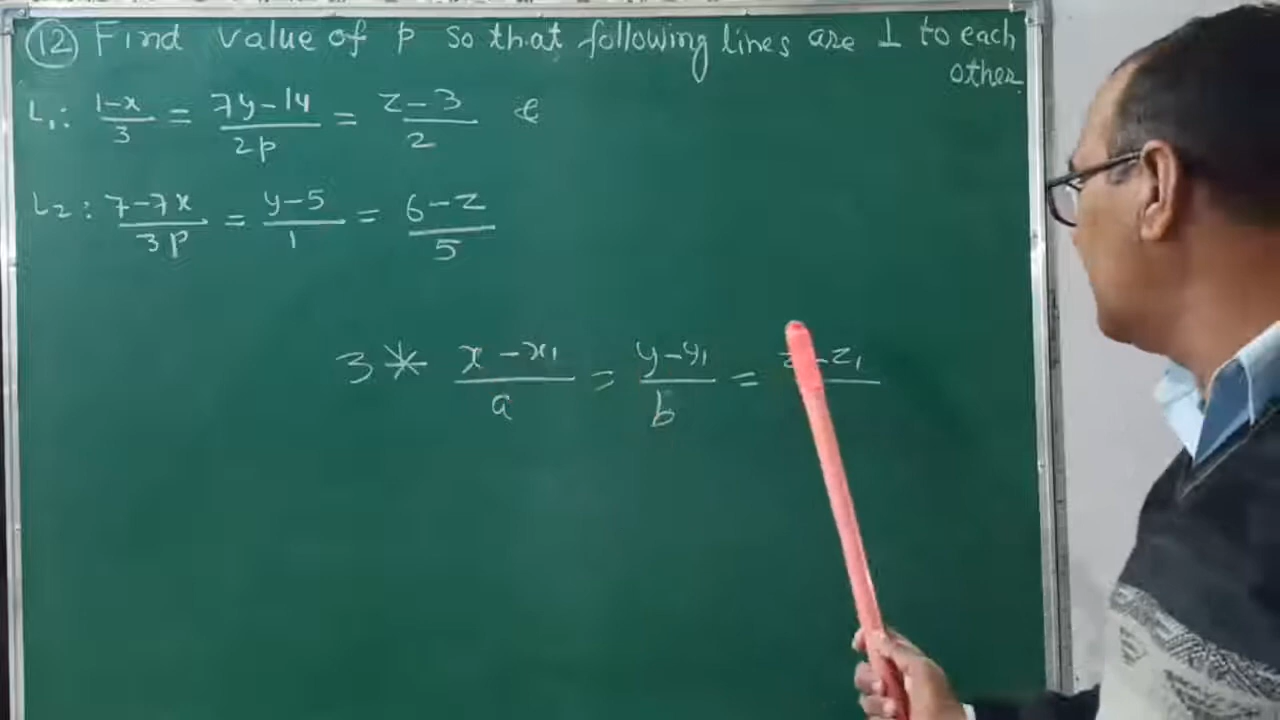 (12) Find value of p so that following lines are ⊥ to each
other
L₁: (1-x)/3 = (7y-14)/2p = (z-3)/2 &
L₂: (7-7x)/3p = (y-5)/1 = (6-z)/5
3* (x-x₁)/a = (y-y₁)/b = (z-z₁)/